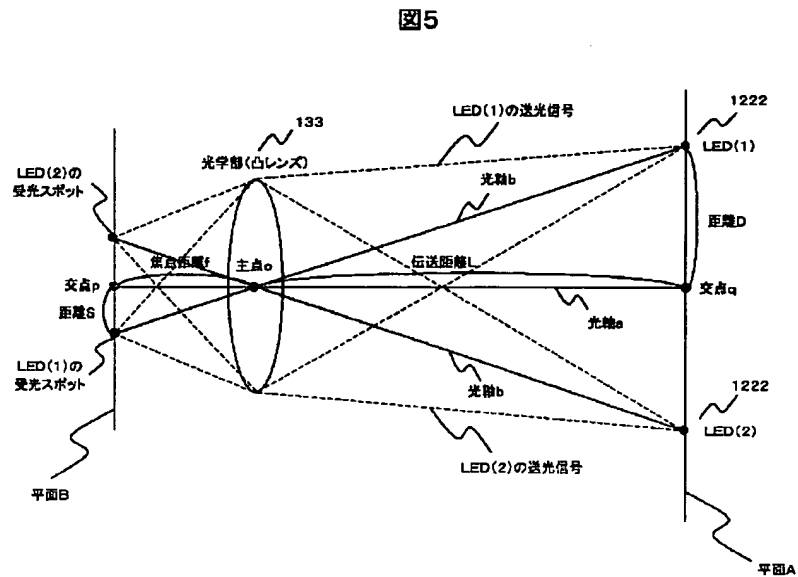 図5
1222
133
LED(1)の送光信号
LED(1)
光学部(凸レンズ)
LED(2)の
受光スポット
光軸b
距離D
焦点距離f
主点o
伝送距離L
交点p
交点q
距離S
光軸a
LED(1)の
受光スポット
光軸b
1222
LED(2)
LED(2)の送光信号
平面B
平面A